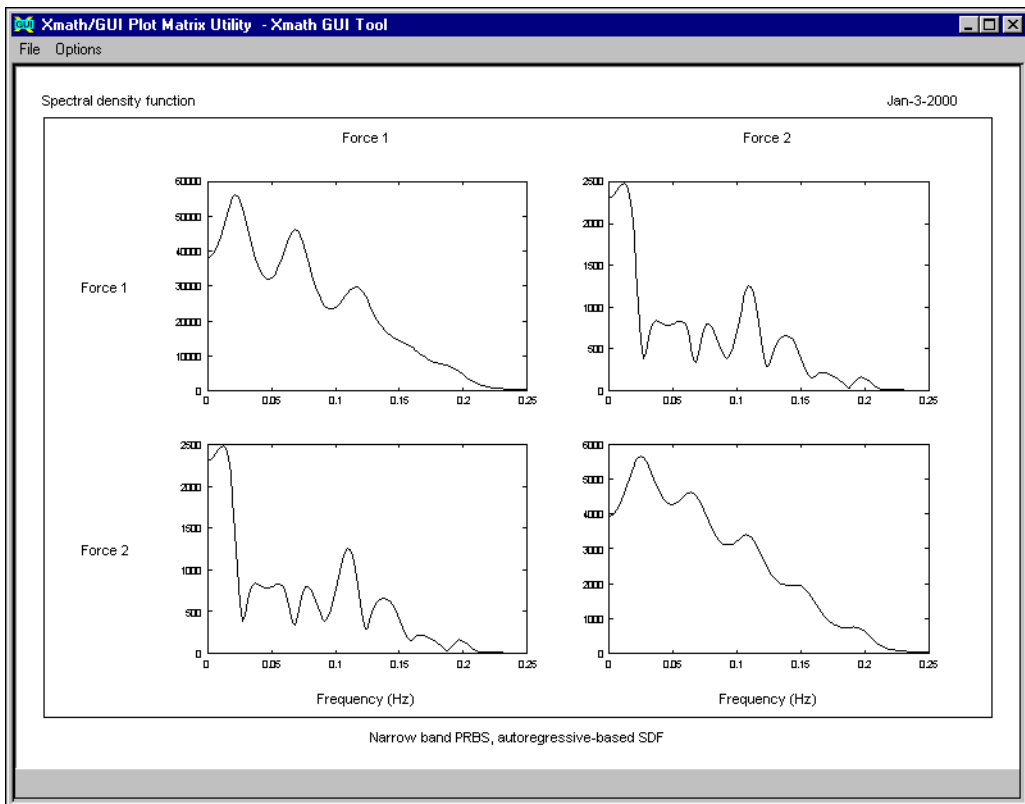 GUI Xmath/GUI Plot Matrix Utility - Xmath GUI Tool
File Options
Spectral density function Jan-3-2000
Force 1 Force 2
Force 1
60000
50000
40000
30000
20000
10000
0
0 0.05 0.1 0.15 0.2 0.25
2500
2000
1500
1000
500
0
0 0.05 0.1 0.15 0.2 0.25
Force 2
2500
2000
1500
1000
500
0
0 0.05 0.1 0.15 0.2 0.25
6000
5000
4000
3000
2000
1000
0
0 0.05 0.1 0.15 0.2 0.25
Frequency (Hz) Frequency (Hz)
Narrow band PRBS, autoregressive-based SDF